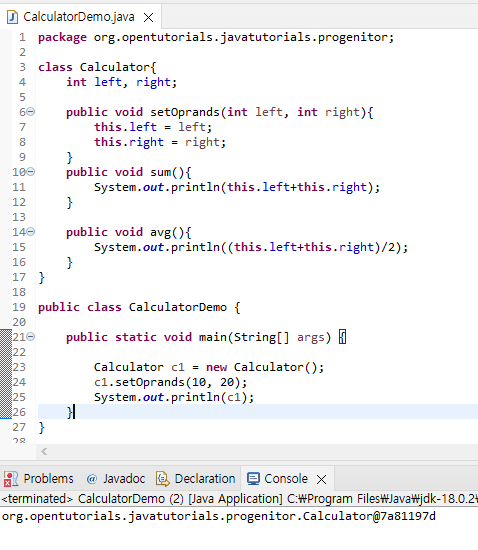 CalculatorDemo.java
1 package org.opentutorials.javatutorials.progenitor;
2
3 class Calculator{
4 int left, right;
5
6 public void setOprands(int left, int right){
7 this.left = left;
8 this.right = right;
9 }
10 public void sum(){
11 System.out.println(this.left+this.right);
12 }
13
14 public void avg(){
15 System.out.println((this.left+this.right)/2);
16 }
17 }
18
19 public class CalculatorDemo {
20
21 public static void main(String[] args) {
22
23 Calculator c1 = new Calculator();
24 c1.setOprands(10, 20);
25 System.out.println(c1);
26 }
27 }
28
Problems @ Javadoc Declaration Console
<terminated> CalculatorDemo (2) [Java Application] C:₩Program Files₩Java₩jdk-18.0.2₩
org.opentutorials.javatutorials.progenitor.Calculator@7a81197d